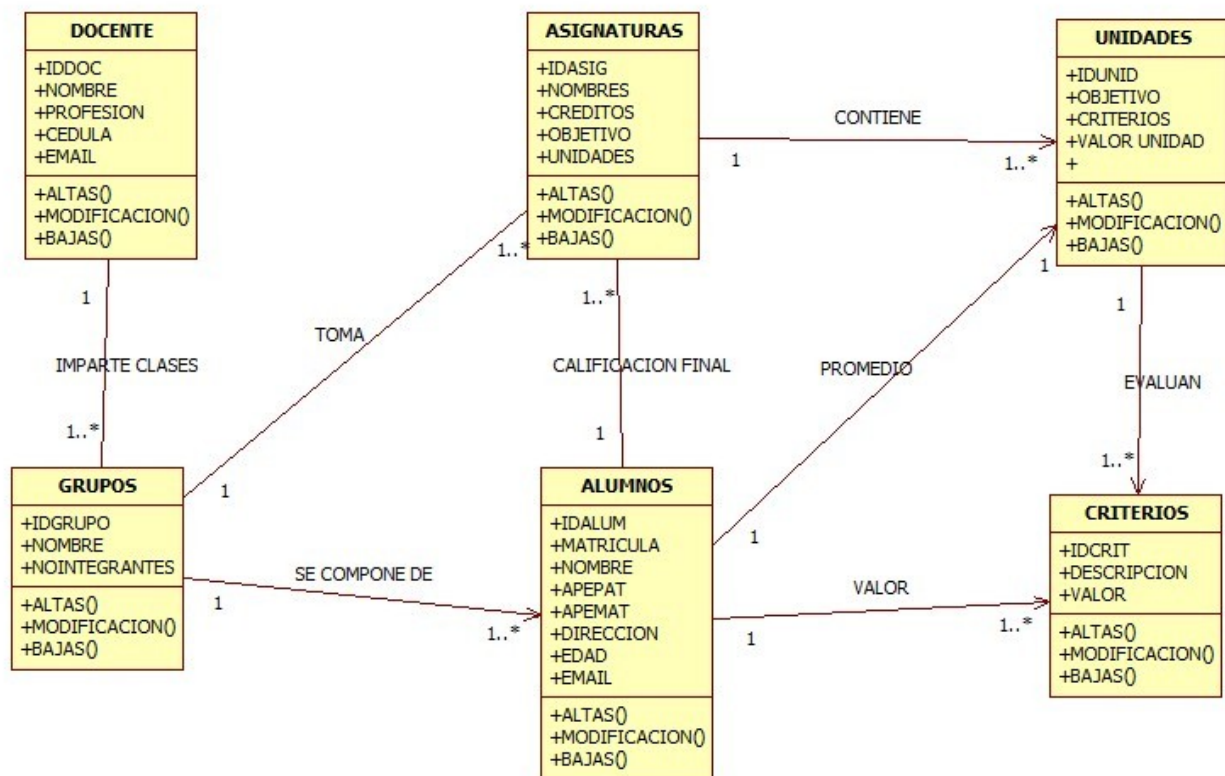 DOCENTE
+IDDOC
+NOMBRE
+PROFESION
+CEDULA
+EMAIL
+ALTAS()
+MODIFICACION()
+BAJAS()
ASIGNATURAS
+IDASIG
+NOMBRES
+CREDITOS
+OBJETIVO
+UNIDADES
+ALTAS()
+MODIFICACION()
+BAJAS()
UNIDADES
+IDUNID
+OBJETIVO
+CRITERIOS
+VALOR UNIDAD
+
+ALTAS()
+MODIFICACION()
+BAJAS()
CONTIENE
1
1..*
1
IMPARTE CLASES
1..*
1..*
TOMA
1
1..*
CALIFICACION FINAL
1
1
PROMEDIO
1
1
EVALUAN
1..*
GRUPOS
+IDGRUPO
+NOMBRE
+NOINTEGRANTES
+ALTAS()
+MODIFICACION()
+BAJAS()
SE COMPONE DE
1
1..*
ALUMNOS
+IDALUM
+MATRICULA
+NOMBRE
+APEPAT
+APEMAT
+DIRECCION
+EDAD
+EMAIL
+ALTAS()
+MODIFICACION()
+BAJAS()
VALOR
1
1..*
CRITERIOS
+IDCRIT
+DESCRIPCION
+VALOR
+ALTAS()
+MODIFICACION()
+BAJAS()